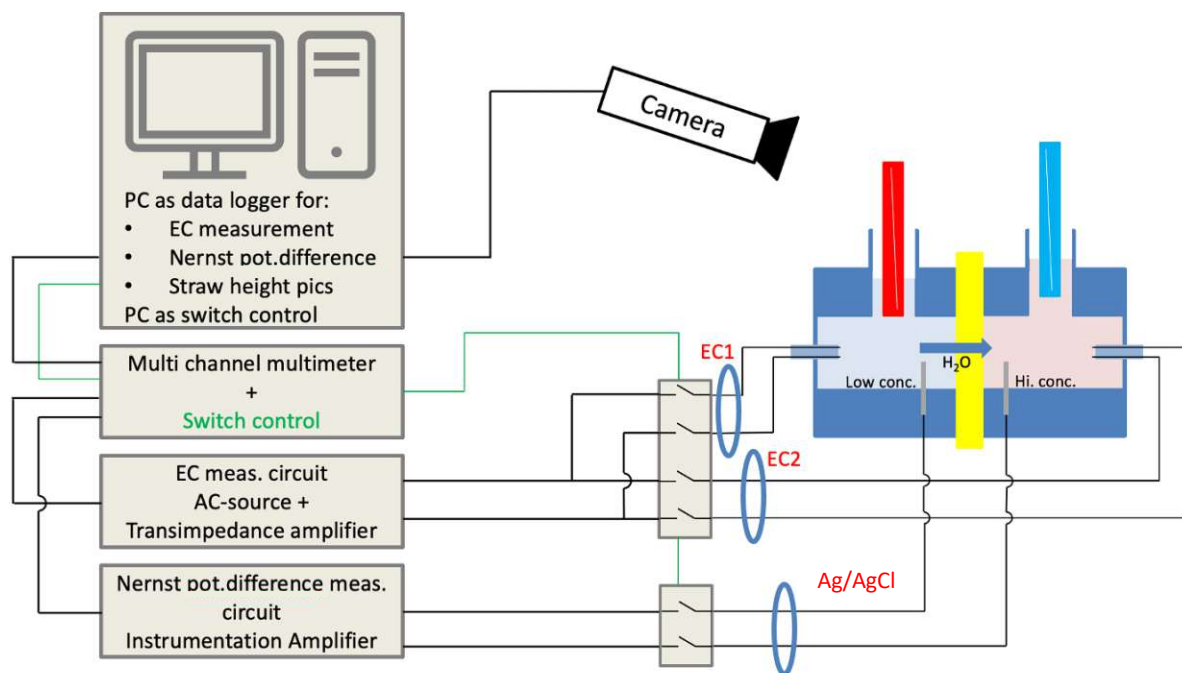 PC as data logger for:
• EC measurement
• Nernst pot.difference
• Straw height pics
PC as switch control
Camera
Multi channel multimeter
+
Switch control
EC meas. circuit
AC-source +
Transimpedance amplifier
Nernst pot.difference meas.
circuit
Instrumentation Amplifier
EC1
EC2
Ag/AgCl
H₂O
Low conc.
Hi. conc.